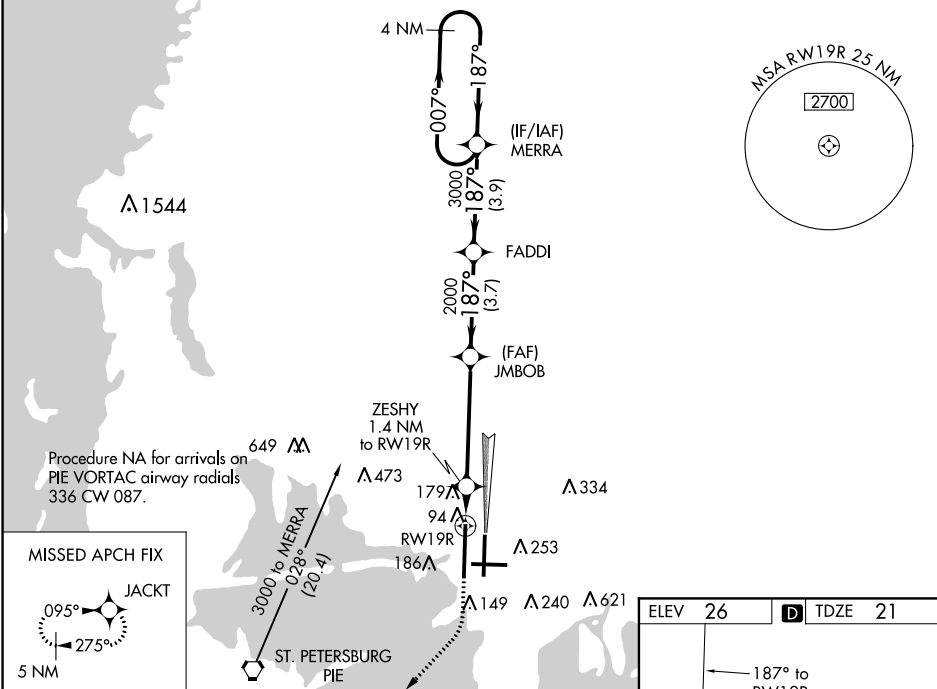 4 NM
187°
007°
(IF/IAF)
MERRA
MSA RW19R 25 NM
2700
3000
187°
(3.9)
1544
FADDI
2000
187°
(3.7)
(FAF)
JMBOB
ZESHY
1.4 NM
to RW19R
649
Procedure NA for arrivals on
PIE VORTAC airway radials
336 CW 087.
473
179
334
94
RW19R
253
186
3000 to MERRA
028°
(20.4)
MISSED APCH FIX
JACKT
095°
275°
5 NM
149
240
621
ST. PETERSBURG
PIE
ELEV 26
D
TDZE 21
187° to
RW19R